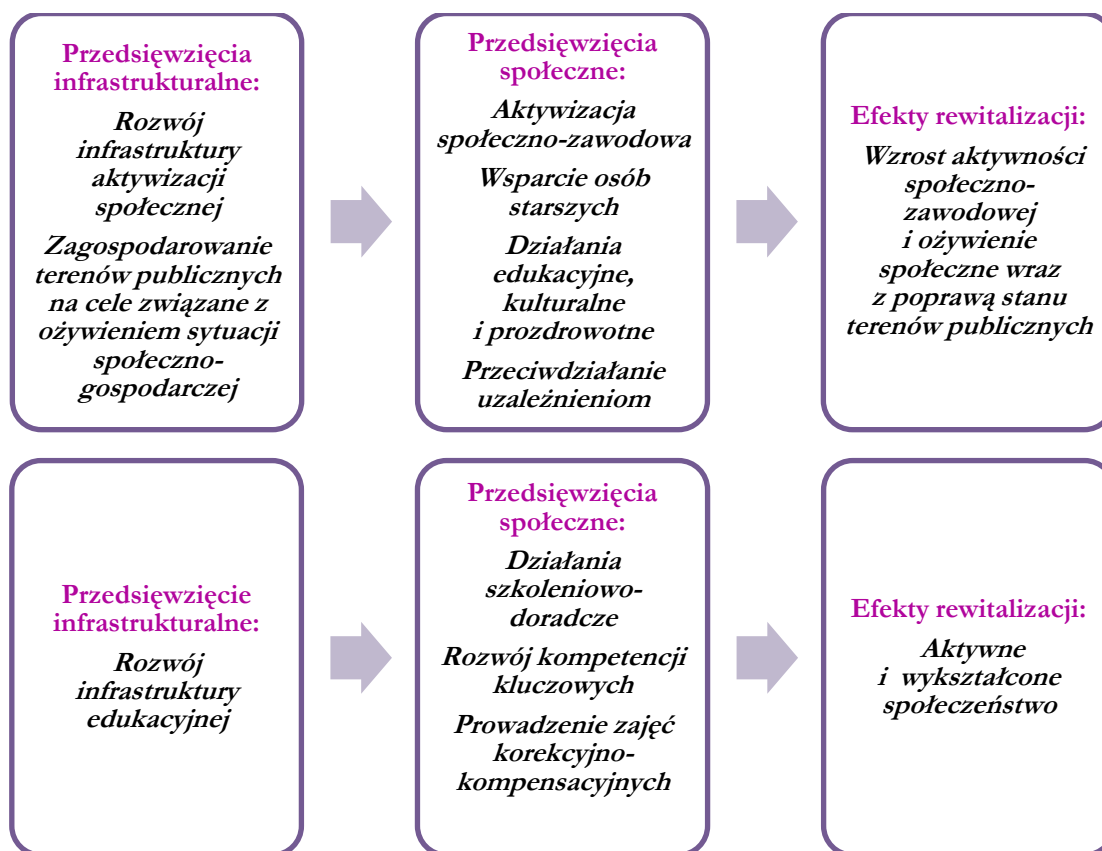 Przedsięwzięcia
infrastrukturalne:
Rozwój
infrastruktury
aktywizacji
społecznej
Zagospodarowanie
terenów publicznych
na cele związane z
ożywieniem sytuacji
społeczno-
gospodarczej
Przedsięwzięcia
społeczne:
Aktywizacja
społeczno-zawodowa
Wsparcie osób
starszych
Działania
edukacyjne,
kulturalne
i prozdrowotne
Przeciwdziałanie
uzależnieniom
Efekty rewitalizacji:
Wzrost aktywności
społeczno-
zawodowej
i ożywienie
społeczne wraz
z poprawą stanu
terenów publicznych
Przedsięwzięcie
infrastrukturalne:
Rozwój
infrastruktury
edukacyjnej
Przedsięwzięcia
społeczne:
Działania
szkoleniowo-
doradcze
Rozwój kompetencji
kluczowych
Prowadzenie zajęć
korekcyjno-
kompensacyjnych
Efekty rewitalizacji:
Aktywne
i wykształcone
społeczeństwo